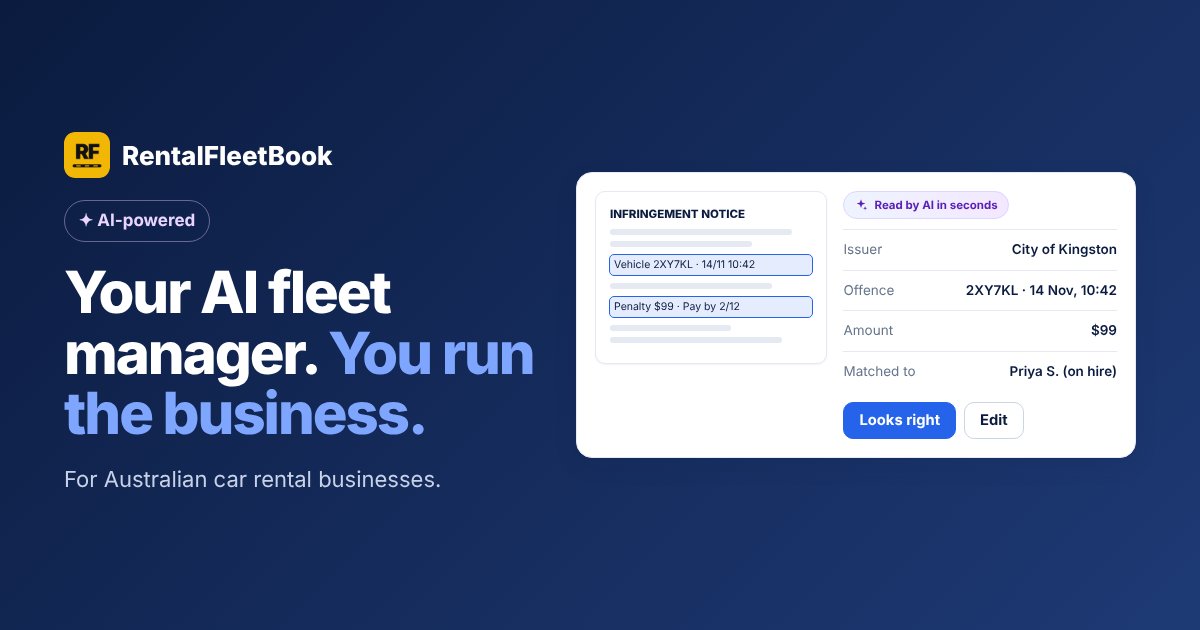 RF
RentalFleetBook
✦ AI-powered
Your AI fleet
manager. You run
the business.
For Australian car rental businesses.
INFRINGEMENT NOTICE
Vehicle 2XY7KL · 14/11 10:42
Penalty $99 · Pay by 2/12
Read by AI in seconds
Issuer City of Kingston
Offence 2XY7KL · 14 Nov, 10:42
Amount $99
Matched to Priya S. (on hire)
Looks right Edit